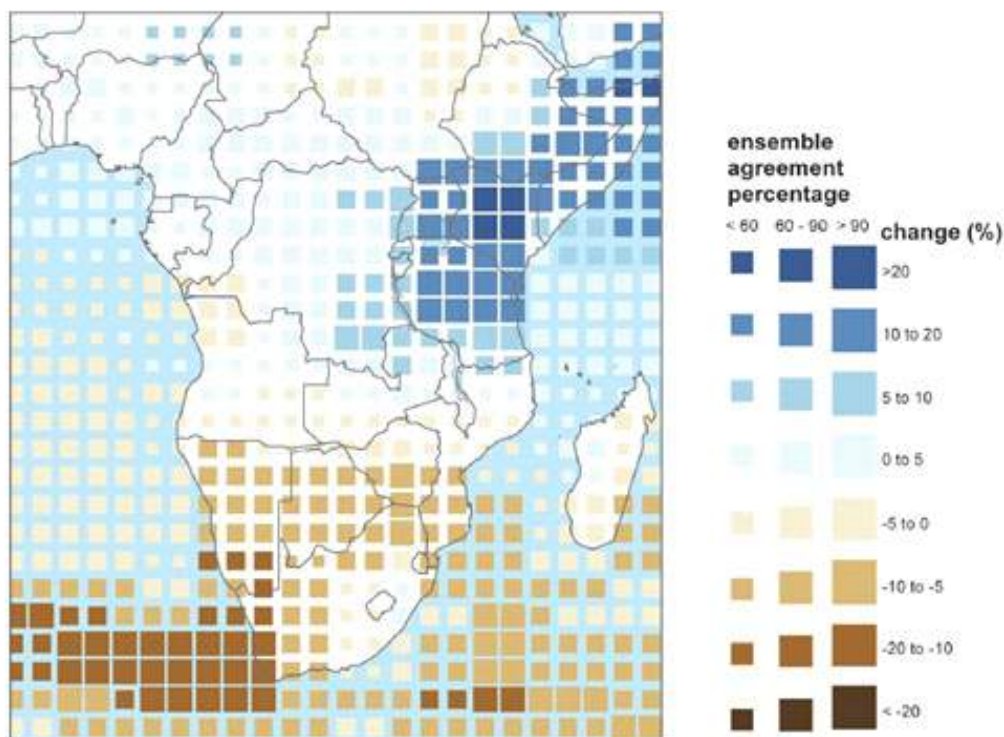 ensemble
agreement
percentage
< 60 60 - 90 > 90 change (%)
>20
10 to 20
5 to 10
0 to 5
-5 to 0
-10 to -5
-20 to -10
< -20